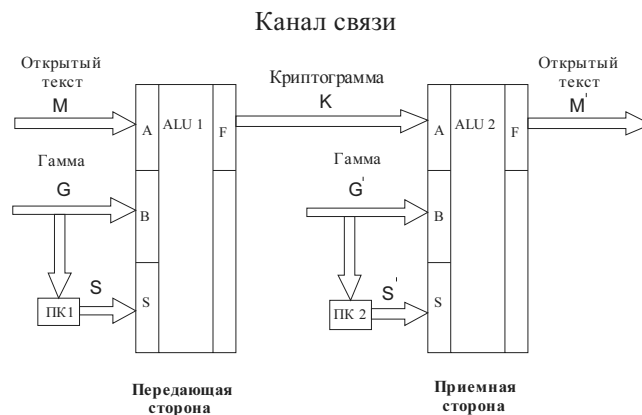 Канал связи
Открытый
текст
M
Криптограмма
K
Открытый
текст
M'
A
ALU 1
F
A
ALU 2
F
Гамма
G
B
Гамма
G'
B
S
ПК1
S
S'
ПК 2
S
Передающая
сторона
Приемная
сторона